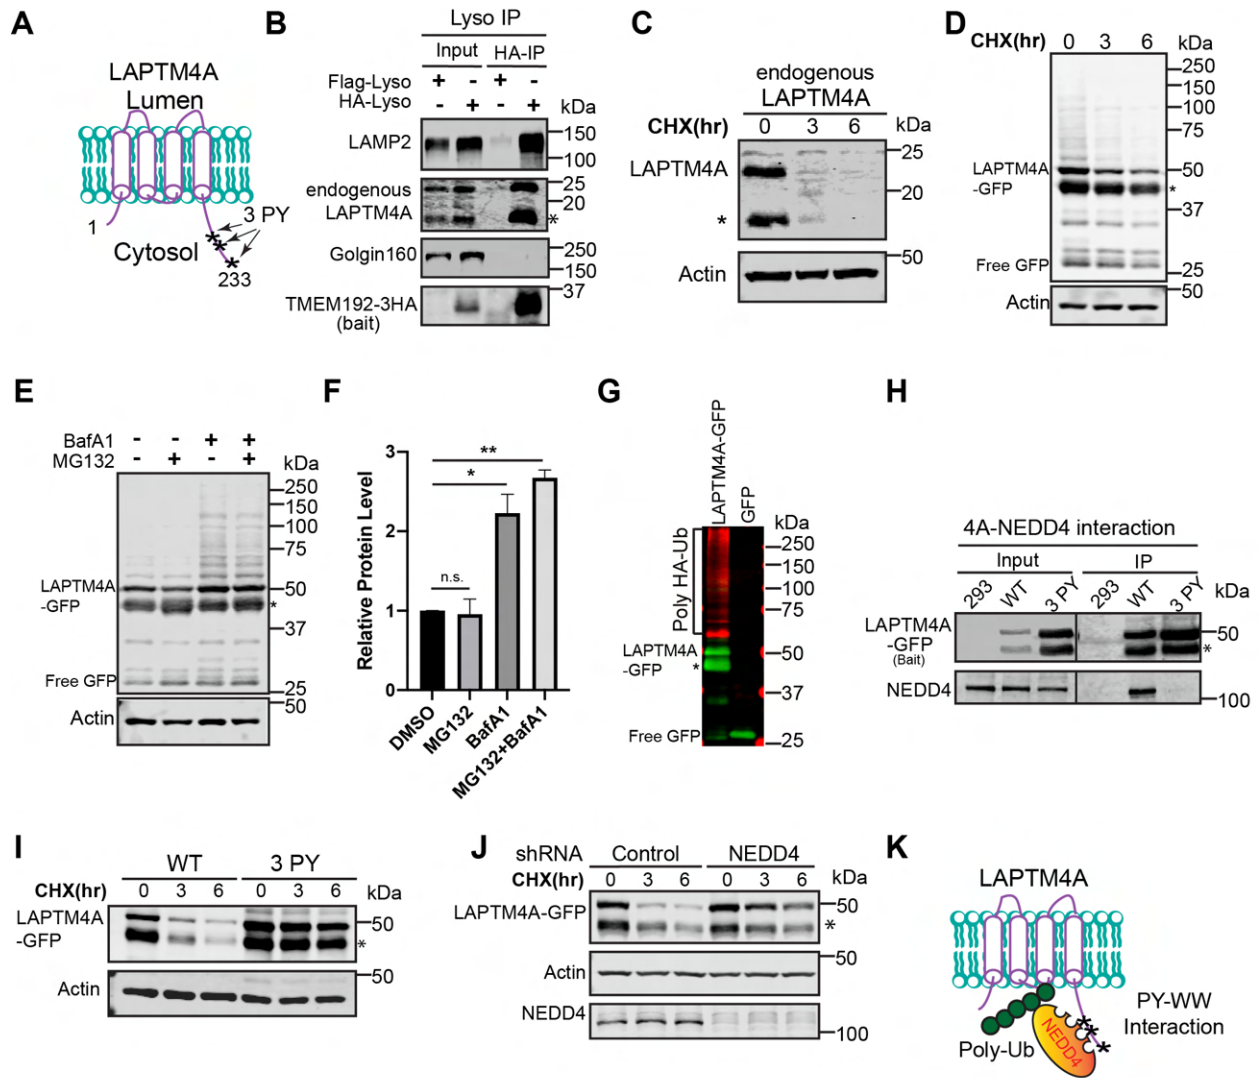 A
LAPTM4A
Lumen
3 PY
1
Cytosol
233
B
Lyso IP
Input HA-IP
Flag-Lyso + - + -
HA-Lyso - + - + kDa
LAMP2
150
100
endogenous
LAPTM4A
25
20
*
Golgin160
250
150
TMEM192-3HA
(bait)
37
C
endogenous
LAPTM4A
CHX(hr) 0 3 6 kDa
LAPTM4A
*
25
20
Actin
50
D
CHX(hr) 0 3 6 kDa
250
150
100
75
LAPTM4A
-GFP
50
*
37
Free GFP
25
Actin
50
E
BafA1 - - + +
MG132 - + - + kDa
250
150
100
75
LAPTM4A
-GFP
50
*
37
Free GFP
25
Actin
50
F
Relative Protein Level
3
2
1
0
**
*
n.s.
DMSO
MG132
BafA1
MG132+BafA1
G
LAPTM4A-GFP
GFP
kDa
Poly HA-Ub
250
150
100
75
LAPTM4A
-GFP
*
50
37
Free GFP
25
H
4A-NEDD4 interaction
Input IP
293 WT 3 PY 293 WT 3 PY kDa
LAPTM4A
-GFP
(Bait)
50
*
NEDD4
100
I
WT 3 PY
CHX(hr) 0 3 6 0 3 6 kDa
LAPTM4A
-GFP
50
*
Actin
50
J
shRNA Control NEDD4
CHX(hr) 0 3 6 0 3 6 kDa
LAPTM4A-GFP
50
*
Actin
50
NEDD4
100
K
LAPTM4A
PY-WW
Interaction
NEDD4
Poly-Ub